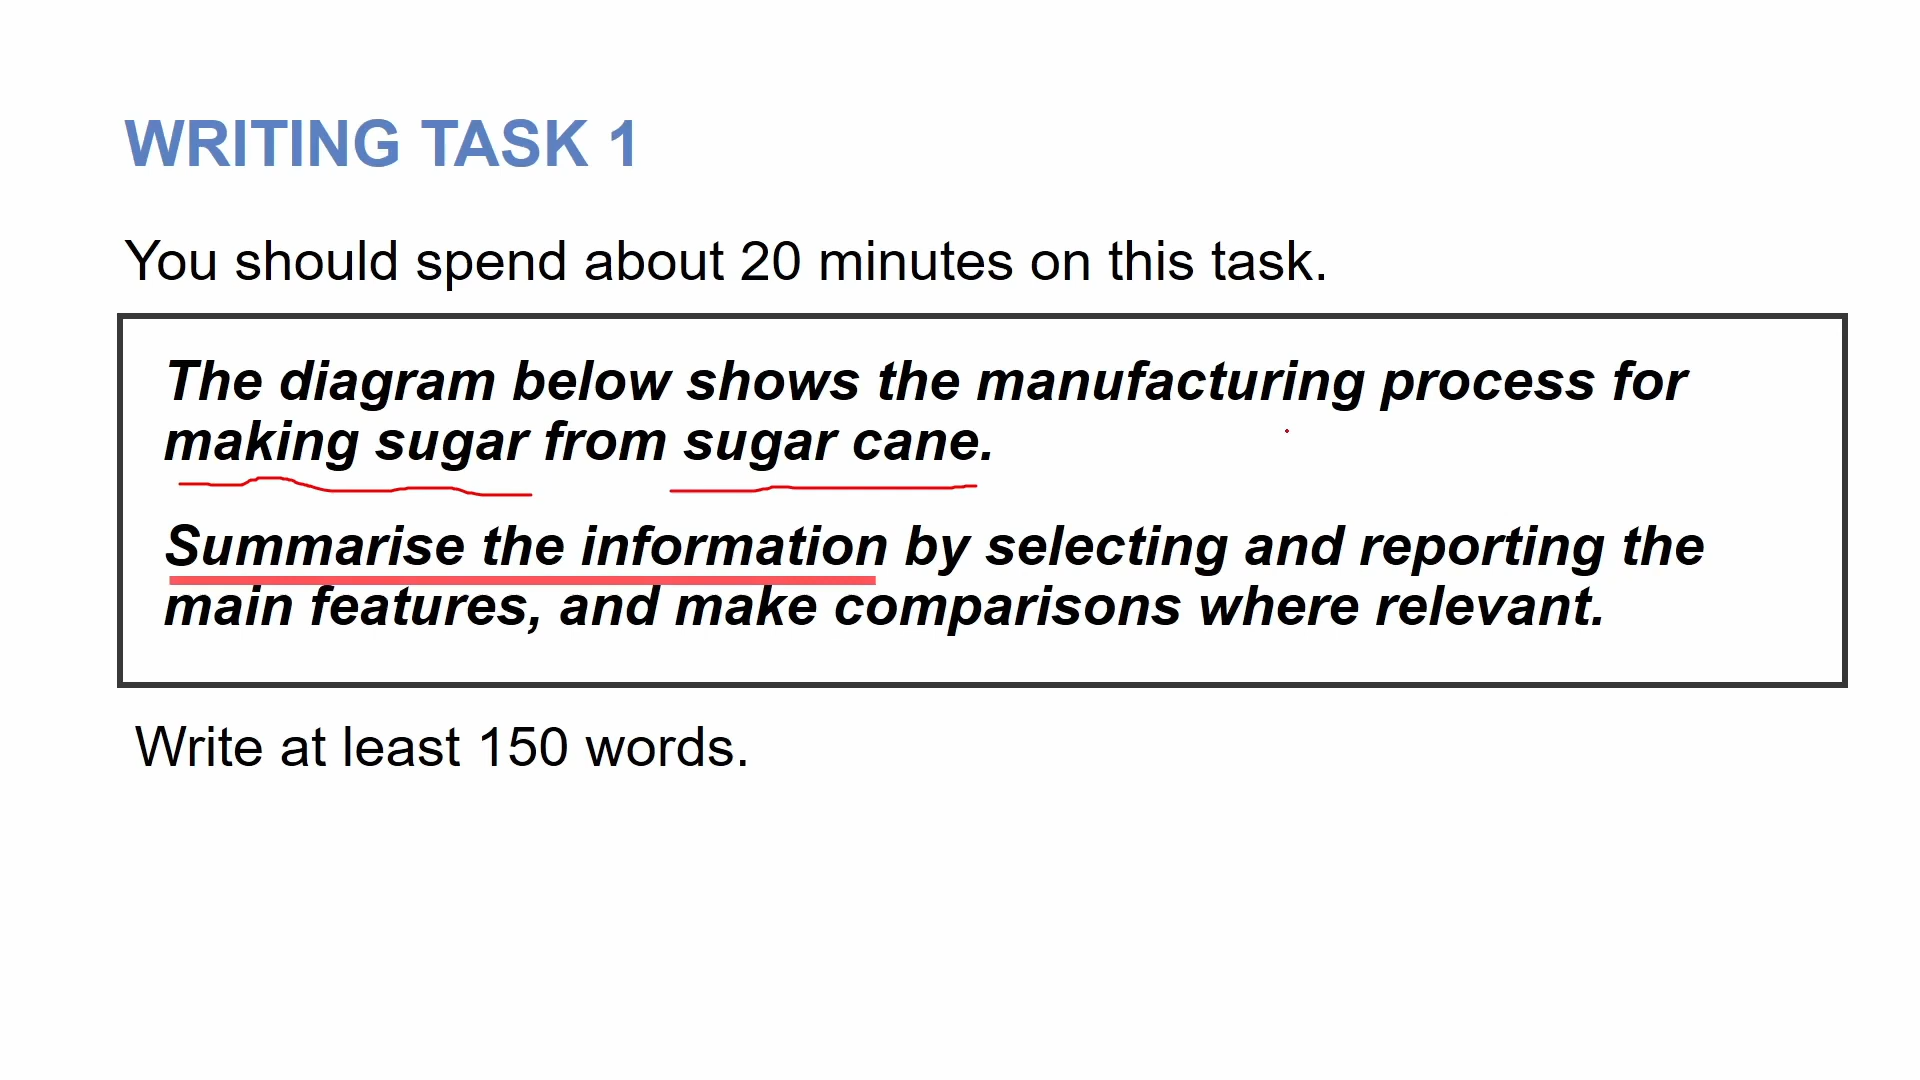 WRITING TASK 1
You should spend about 20 minutes on this task.
The diagram below shows the manufacturing process for
making sugar from sugar cane.
Summarise the information by selecting and reporting the
main features, and make comparisons where relevant.
Write at least 150 words.